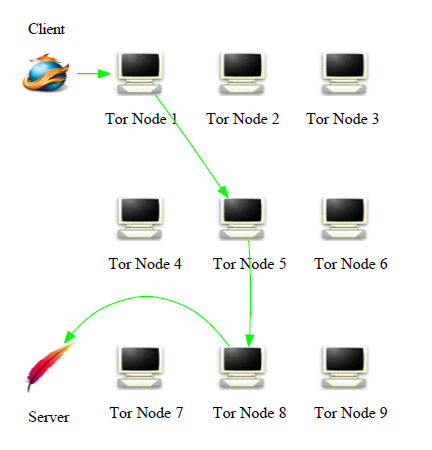 Client
Tor Node 1
Tor Node 2
Tor Node 3
Tor Node 4
Tor Node 5
Tor Node 6
Tor Node 7
Tor Node 8
Tor Node 9
Server